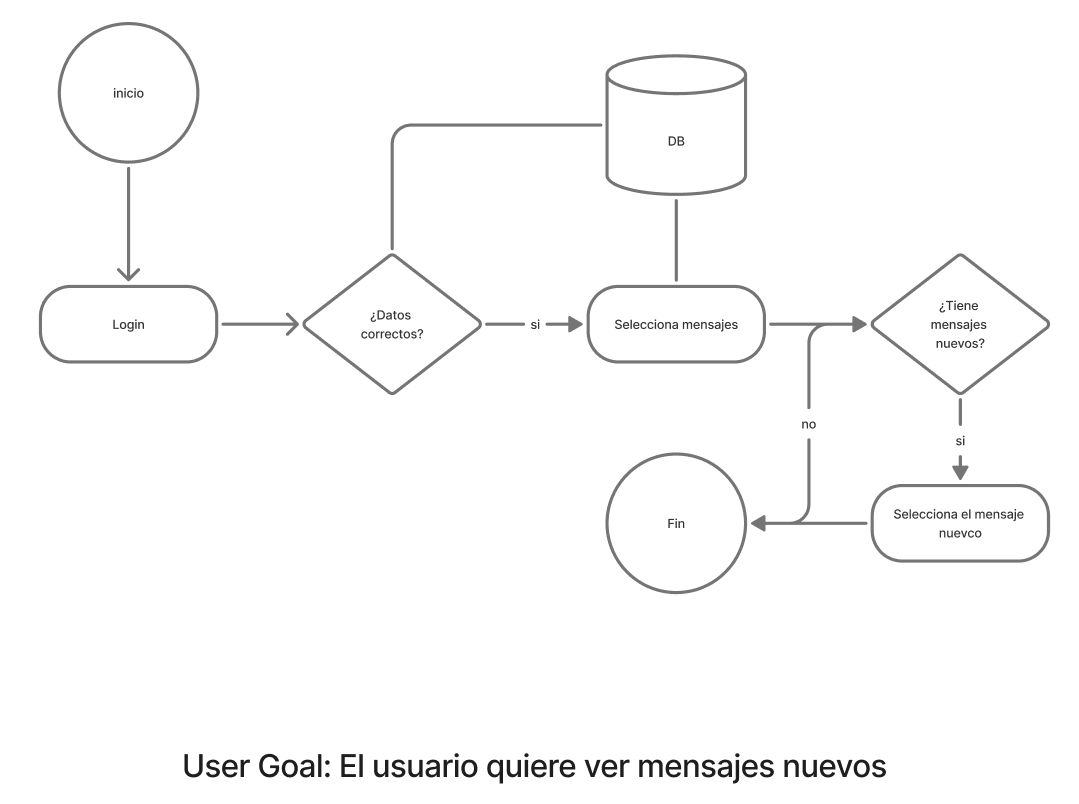 inicio
DB
Login
¿Datos
correctos?
si
Selecciona mensajes
¿Tiene
mensajes
nuevos?
no
si
Fin
Selecciona el mensaje
nuevco
User Goal: El usuario quiere ver mensajes nuevos